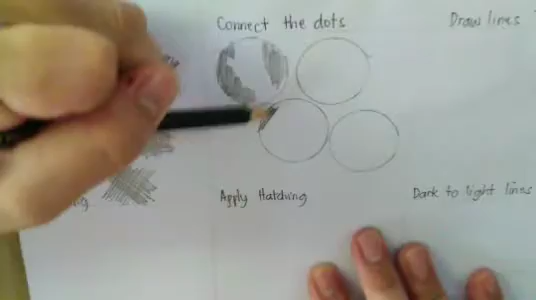 Connect the dots
Draw lines
Apply Hatching
Dark to light lines